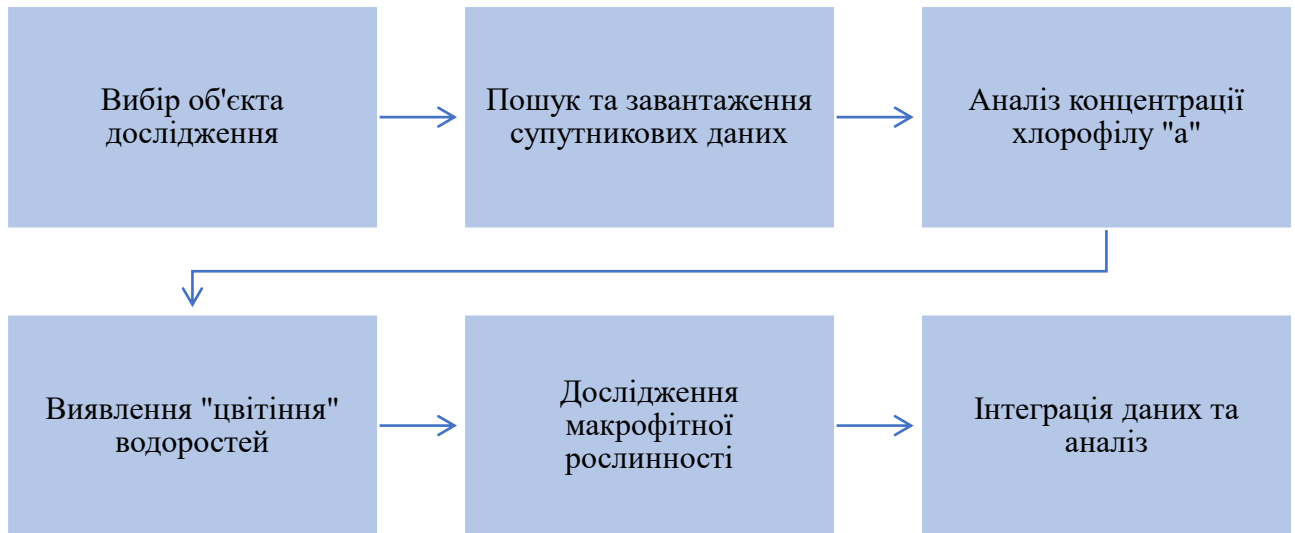 Вибір об'єкта
дослідження
Пошук та завантаження
супутникових даних
Аналіз концентрації
хлорофілу "а"
Виявлення "цвітіння"
водоростей
Дослідження
макрофітної
рослинності
Інтеграція даних та
аналіз